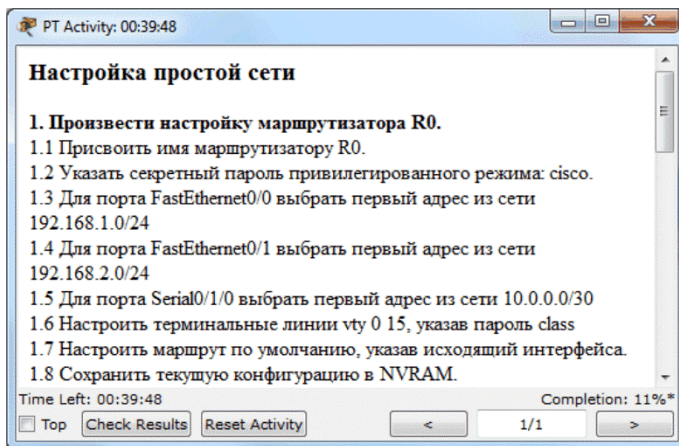 PT Activity: 00:39:48
Настройка простой сети
1. Произвести настройку маршрутизатора R0.
1.1 Присвоить имя маршрутизатору R0.
1.2 Указать секретный пароль привилегированного режима: cisco.
1.3 Для порта FastEthernet0/0 выбрать первый адрес из сети
192.168.1.0/24
1.4 Для порта FastEthernet0/1 выбрать первый адрес из сети
192.168.2.0/24
1.5 Для порта Serial0/1/0 выбрать первый адрес из сети 10.0.0.0/30
1.6 Настроить терминальные линии vty 0 15, указав пароль class
1.7 Настроить маршрут по умолчанию, указав исходящий интерфейса.
1.8 Сохранить текущую конфигурацию в NVRAM.
Time Left: 00:39:48 Completion: 11%*
Top Check Results Reset Activity < 1/1 >